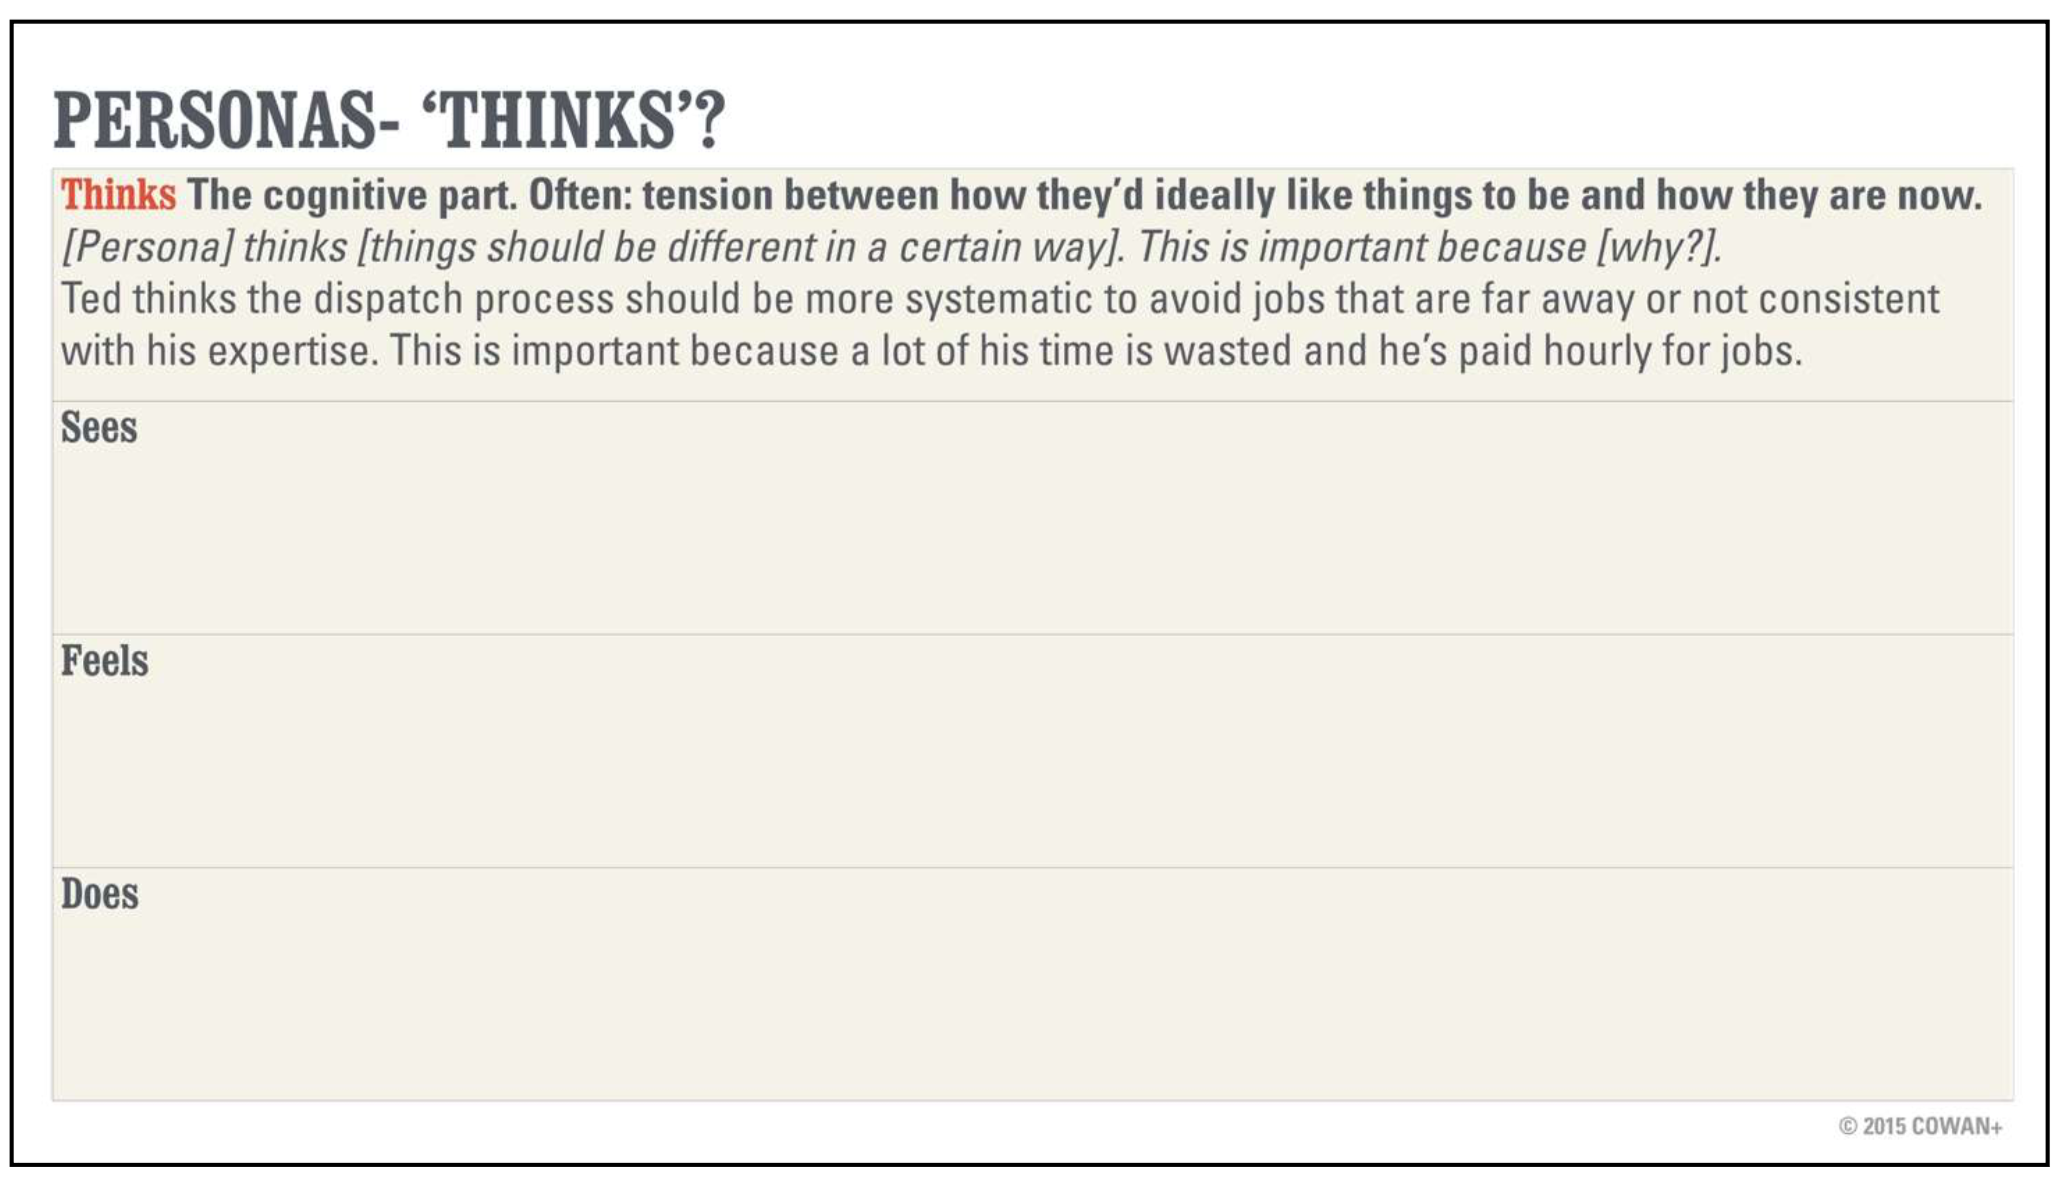 PERSONAS- ‘THINKS’?
Thinks The cognitive part. Often: tension between how they’d ideally like things to be and how they are now.
[Persona] thinks [things should be different in a certain way]. This is important because [why?].
Ted thinks the dispatch process should be more systematic to avoid jobs that are far away or not consistent
with his expertise. This is important because a lot of his time is wasted and he’s paid hourly for jobs.
Sees
Feels
Does
© 2015 COWAN+